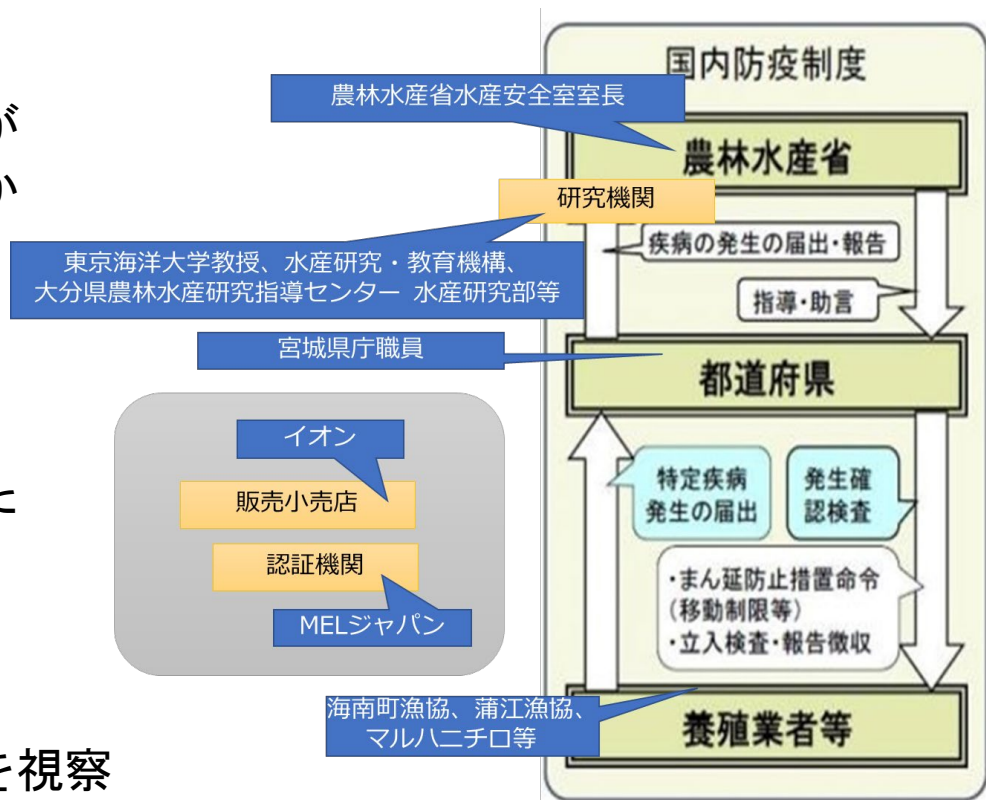 が
か
に
を視察
国内防疫制度
農林水産省水産安全室室長
農林水産省
研究機関
疾病の発生の届出・報告
東京海洋大学教授、水産研究・教育機構、
大分県農林水産研究指導センター 水産研究部等
指導・助言
宮城県庁職員
都道府県
イオン
販売小売店
認証機関
MELジャパン
特定疾病
発生の届出
発生確
認検査
・まん延防止措置命令
(移動制限等)
・立入検査・報告徴収
海南町漁協、蒲江漁協、
マルハニチロ等
養殖業者等